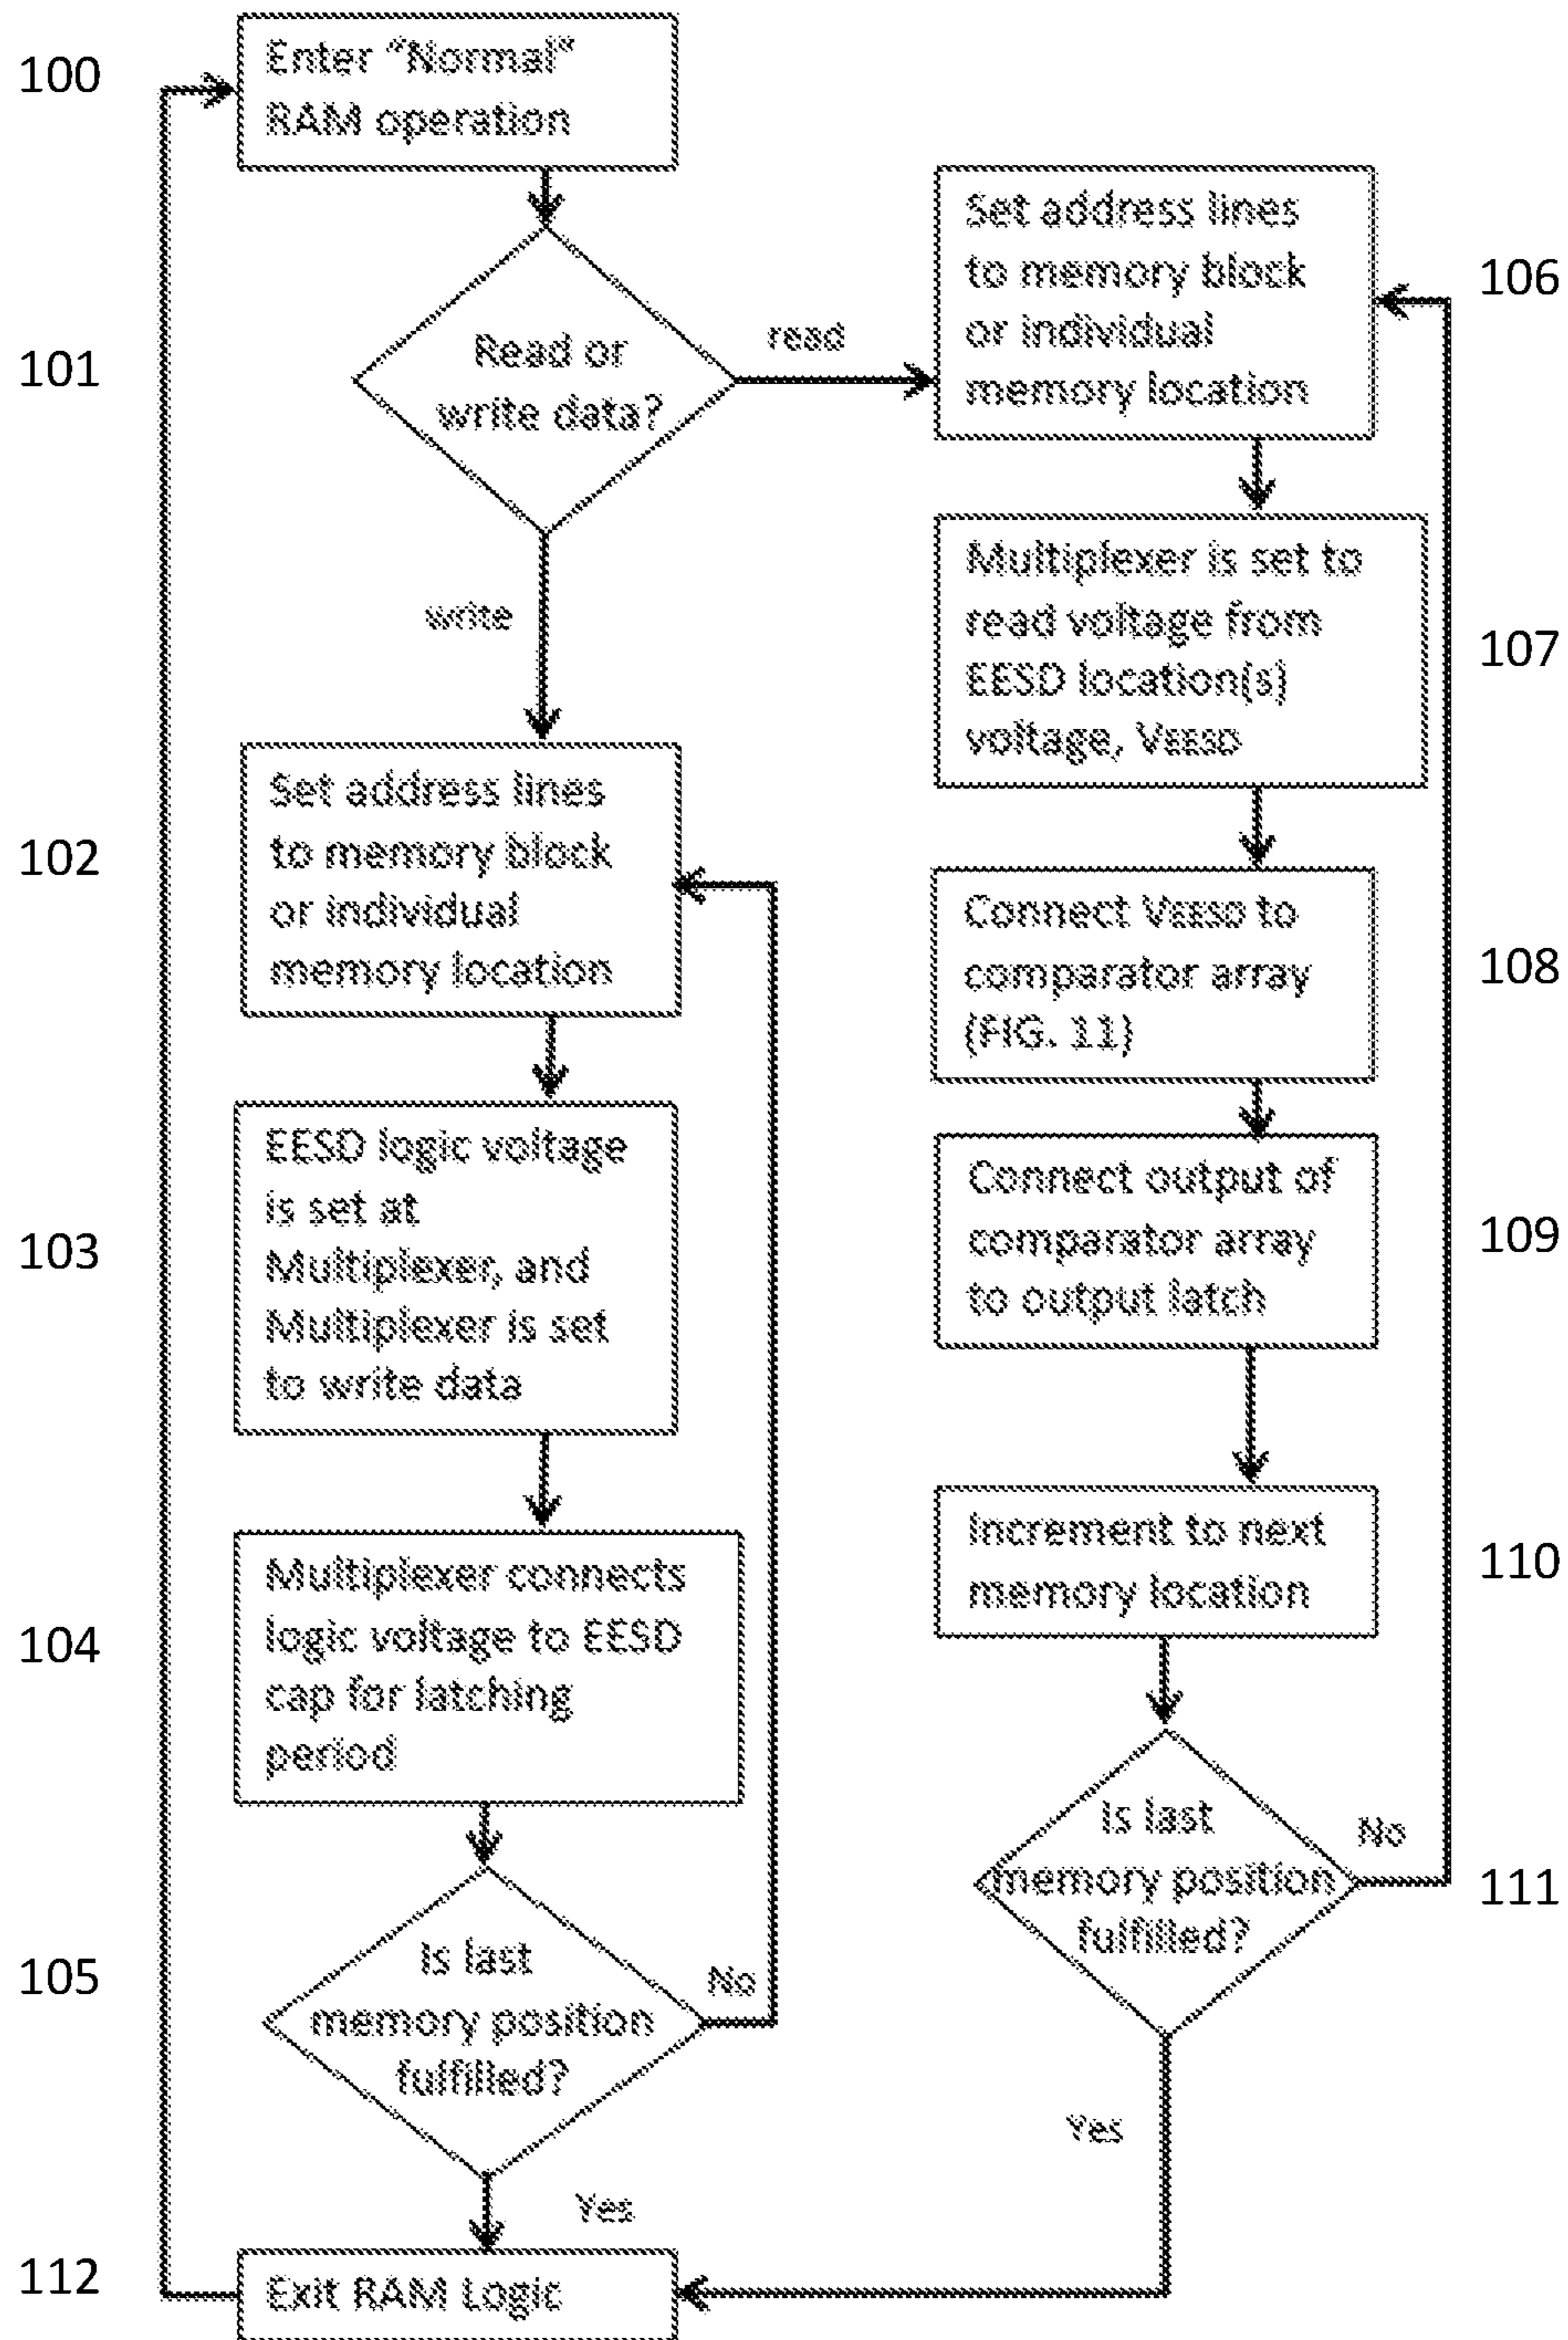 100
Enter "Normal"
RAM operation
101
Read or
write data?
read
write
102
Set address lines
to memory block
or individual
memory location
103
EESD logic voltage
is set at
Multiplexer, and
Multiplexer is set
to write data
104
Multiplexer connects
logic voltage to EESD
cap for latching
period
105
Is last
memory position
fulfilled?
No
Yes
106
Set address lines
to memory block
or individual
memory location
107
Multiplexer is set to
read voltage from
EESD location(s)
voltage, VEESD
108
Connect VEESD to
comparator array
(FIG. 11)
109
Connect output of
comparator array
to output latch
110
Increment to next
memory location
111
Is last
memory position
fulfilled?
No
Yes
112
Exit RAM Logic